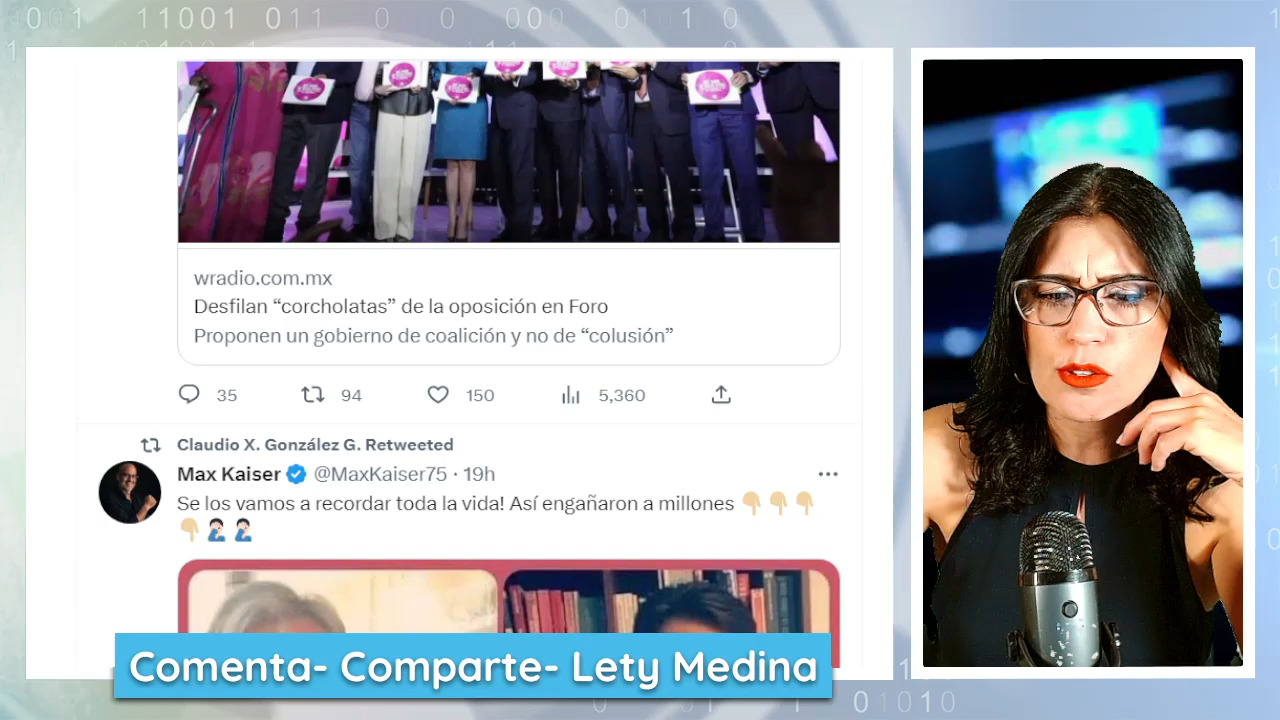 wradio.com.mx
Desfilan “corcholatas” de la oposición en Foro
Proponen un gobierno de coalición y no de “colusión”
35 94 150 5,360
Claudio X. González G. Retweeted
Max Kaiser @MaxKaiser75 · 19h
Se los vamos a recordar toda la vida! Así engañaron a millones
Comenta- Comparte- Lety Medina